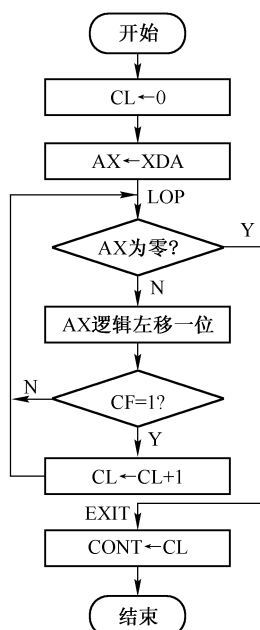 开始
CL←0
AX←XDA
LOP
AX为零?
Y
N
AX逻辑左移一位
N
CF=1?
Y
CL←CL+1
EXIT
CONT←CL
结束